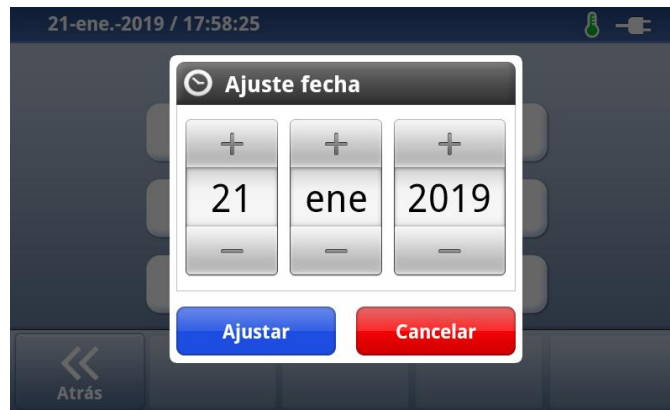 21-ene.-2019 / 17:58:25
Ajuste fecha
+ + +
21 ene 2019
− − −
Ajustar Cancelar
Atrás